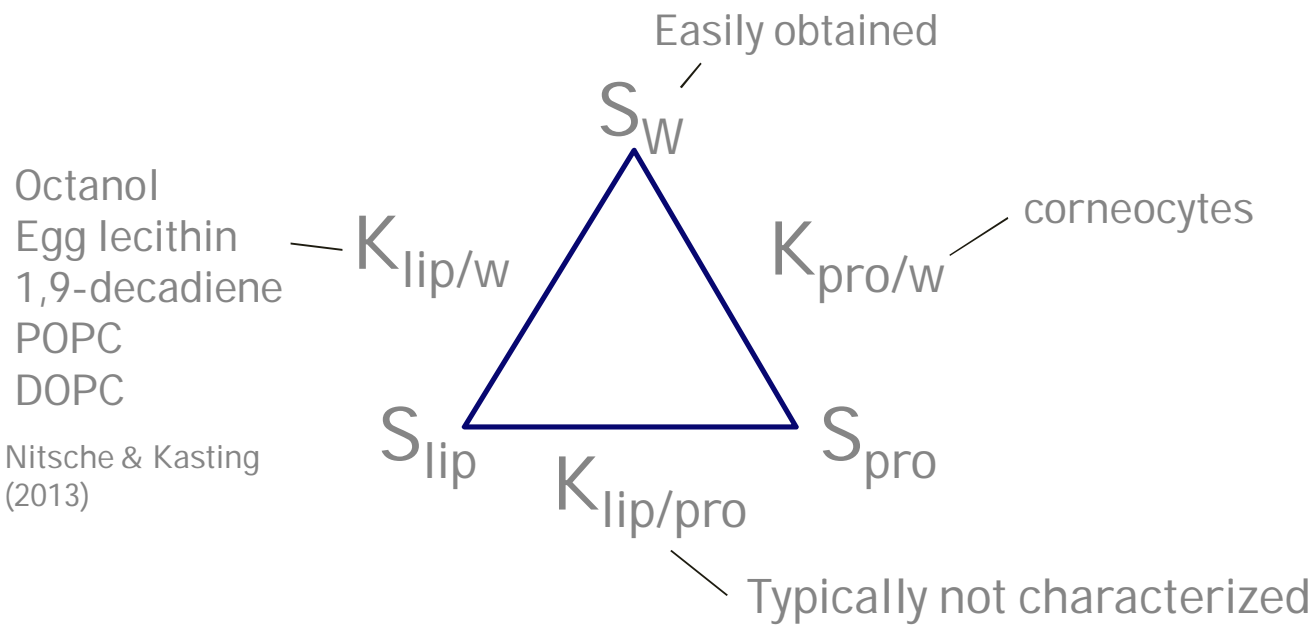 Easily obtained
S_W
Octanol
Egg lecithin
1,9-decadiene
POPC
DOPC
K_lip/w
K_pro/w
corneocytes
Nitsche & Kasting
(2013)
S_lip
S_pro
K_lip/pro
Typically not characterized